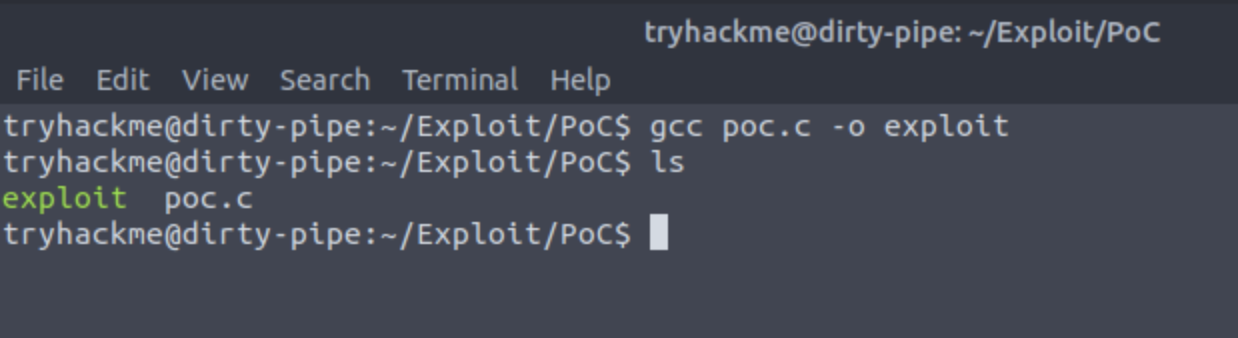 tryhackme@dirty-pipe: ~/Exploit/PoC
File Edit View Search Terminal Help
tryhackme@dirty-pipe:~/Exploit/PoC$ gcc poc.c -o exploit
tryhackme@dirty-pipe:~/Exploit/PoC$ ls
exploit  poc.c
tryhackme@dirty-pipe:~/Exploit/PoC$